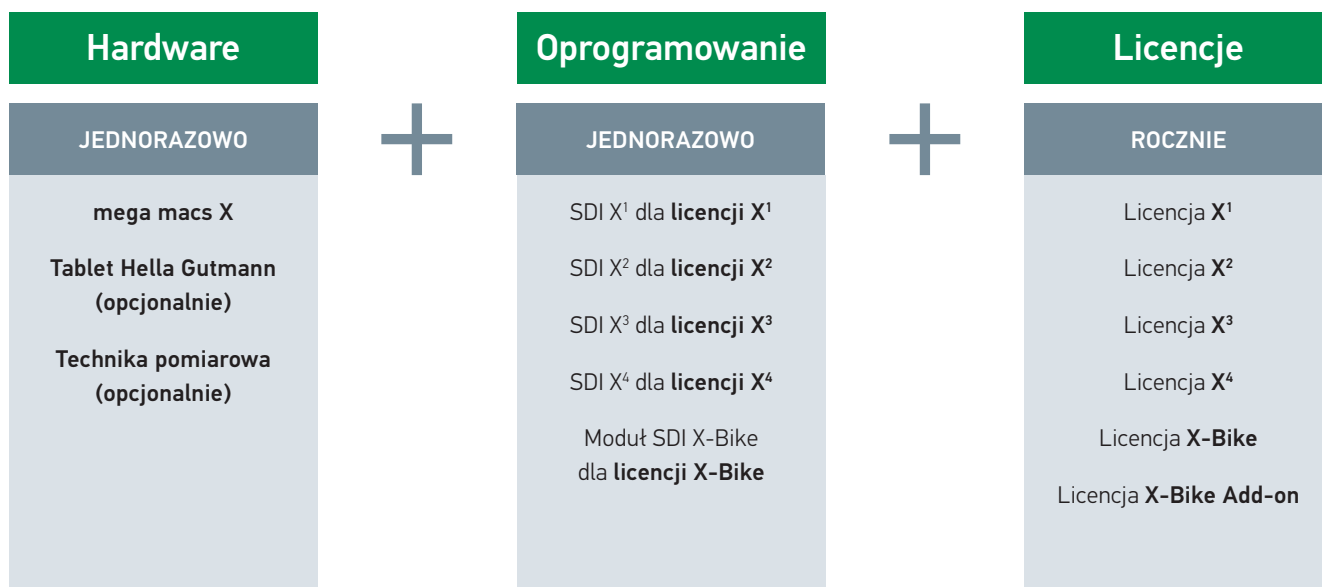 Hardware
JEDNORAZOWO
mega macs X
Tablet Hella Gutmann
(opcjonalnie)
Technika pomiarowa
(opcjonalnie)
+
Oprogramowanie
JEDNORAZOWO
SDI X¹ dla licencji X¹
SDI X² dla licencji X²
SDI X³ dla licencji X³
SDI X⁴ dla licencji X⁴
Moduł SDI X-Bike
dla licencji X-Bike
+
Licencje
ROCZNIE
Licencja X¹
Licencja X²
Licencja X³
Licencja X⁴
Licencja X-Bike
Licencja X-Bike Add-on